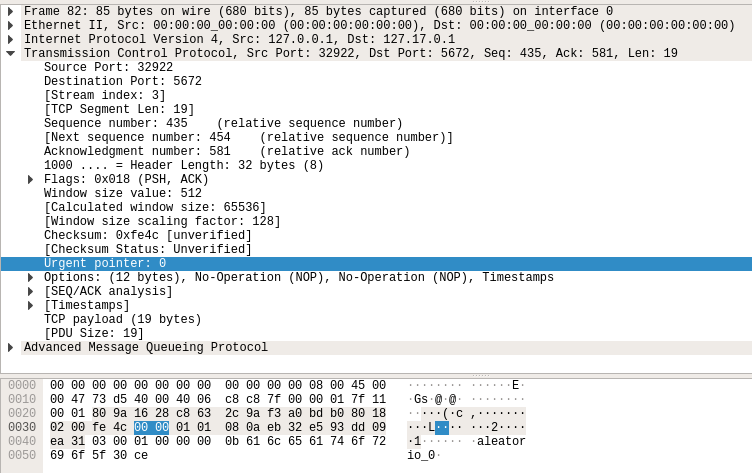 Frame 82: 85 bytes on wire (680 bits), 85 bytes captured (680 bits) on interface 0
Ethernet II, Src: 00:00:00_00:00:00 (00:00:00:00:00:00), Dst: 00:00:00_00:00:00 (00:00:00:00:00:00)
Internet Protocol Version 4, Src: 127.0.0.1, Dst: 127.17.0.1
Transmission Control Protocol, Src Port: 32922, Dst Port: 5672, Seq: 435, Ack: 581, Len: 19
Source Port: 32922
Destination Port: 5672
[Stream index: 3]
[TCP Segment Len: 19]
Sequence number: 435    (relative sequence number)
[Next sequence number: 454    (relative sequence number)]
Acknowledgment number: 581    (relative ack number)
1000 .... = Header Length: 32 bytes (8)
Flags: 0x018 (PSH, ACK)
Window size value: 512
[Calculated window size: 65536]
[Window size scaling factor: 128]
Checksum: 0xfe4c [unverified]
[Checksum Status: Unverified]
Urgent pointer: 0
Options: (12 bytes), No-Operation (NOP), No-Operation (NOP), Timestamps
[SEQ/ACK analysis]
[Timestamps]
TCP payload (19 bytes)
[PDU Size: 19]
Advanced Message Queueing Protocol
0000 00 00 00 00 00 00 00 00 00 00 00 00 08 00 45 00 ········ ······E·
0010 00 47 73 d5 40 00 40 06 c8 c8 7f 00 00 01 7f 11 ·Gs·@·@· ········
0020 00 01 80 9a 16 28 c8 63 2c 9a f3 a0 bd b0 80 18 ·····(·c ,·······
0030 02 00 fe 4c 00 00 01 01 08 0a eb 32 e5 93 dd 09 ···L···· ···2····
0040 ea 31 03 00 01 00 00 00 0b 61 6c 65 61 74 6f 72 ·1······ ·aleator
0050 69 6f 5f 30 ce io_0·